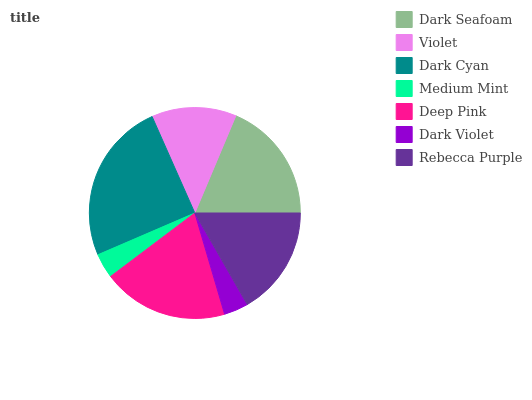 title
Dark Seafoam
Violet
Dark Cyan
Medium Mint
Deep Pink
Dark Violet
Rebecca Purple